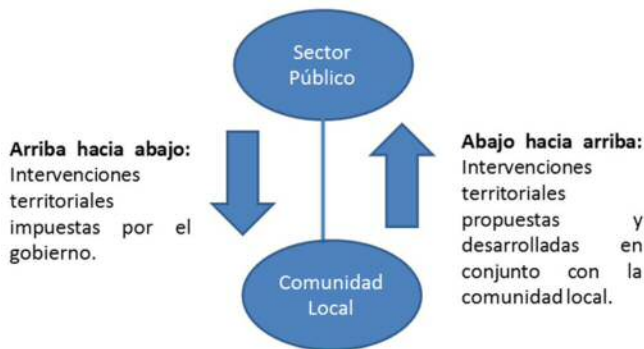 Sector
Público
Arriba hacia abajo:
Intervenciones
territoriales
impuestas por el
gobierno.
Abajo hacia arriba:
Intervenciones
territoriales
propuestas y
desarrolladas en
conjunto con la
comunidad local.
Comunidad
Local